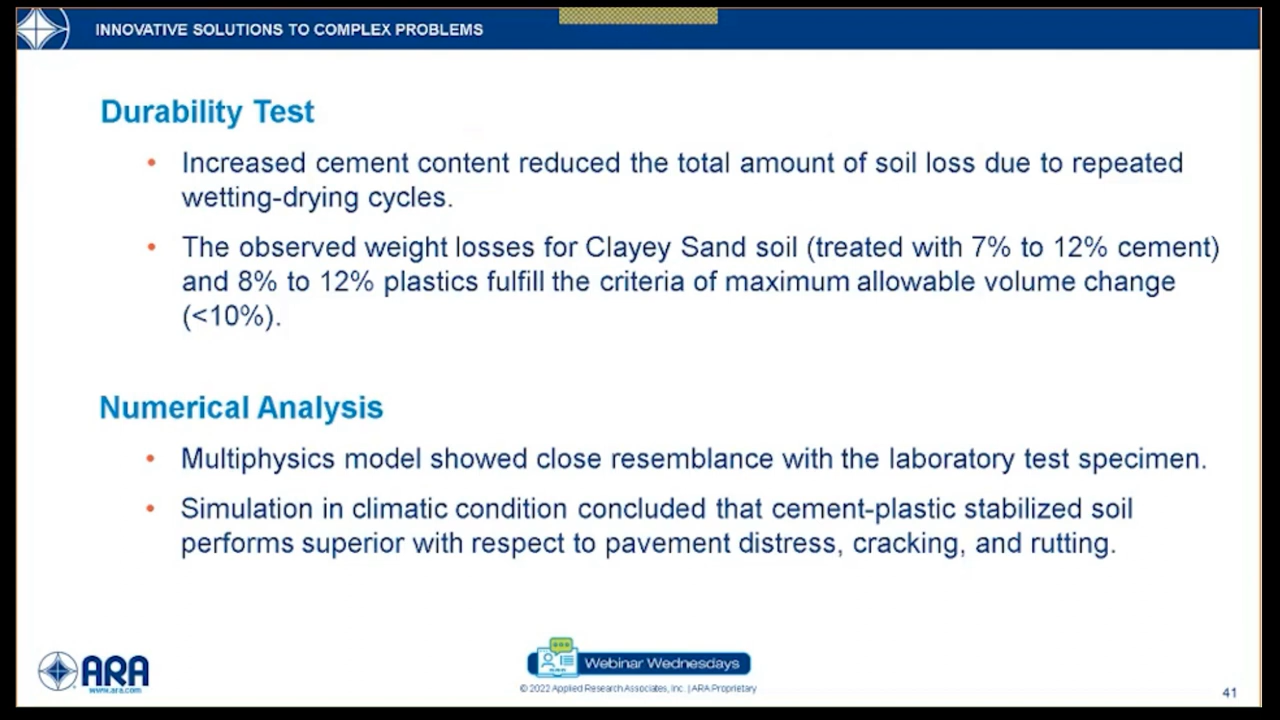 INNOVATIVE SOLUTIONS TO COMPLEX PROBLEMS
Durability Test
• Increased cement content reduced the total amount of soil loss due to repeated
wetting-drying cycles.
• The observed weight losses for Clayey Sand soil (treated with 7% to 12% cement)
and 8% to 12% plastics fulfill the criteria of maximum allowable volume change
(<10%).
Numerical Analysis
• Multiphysics model showed close resemblance with the laboratory test specimen.
• Simulation in climatic condition concluded that cement-plastic stabilized soil
performs superior with respect to pavement distress, cracking, and rutting.
ARA
www.ara.com
Webinar Wednesdays
© 2022 Applied Research Associates, Inc. | ARA Proprietary
41